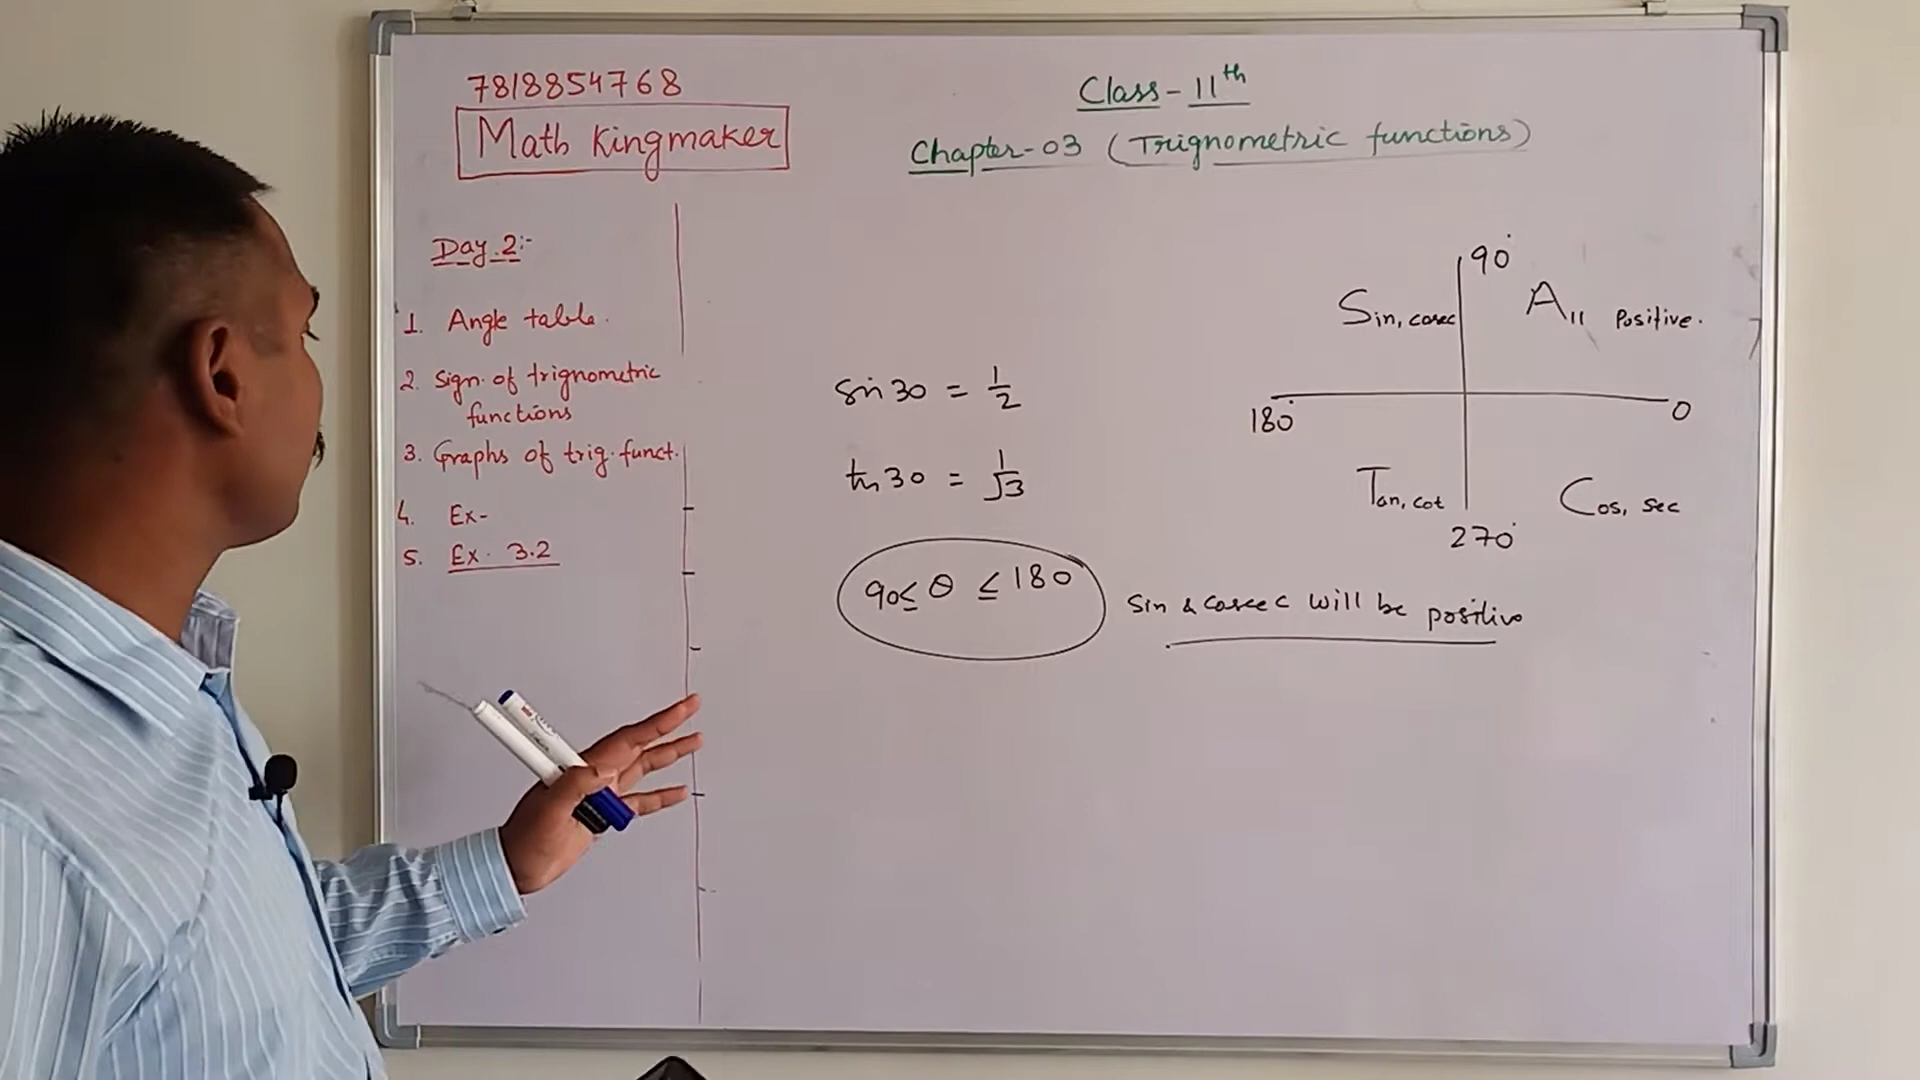 7818854768
Math Kingmaker
Class-11th
Chapter-03 (Trignometric functions)
Day.2:-
1. Angle table.
2. Sign. of trignometric
functions
3. Graphs of trig. funct.
4. Ex-
5. Ex. 3.2
sin 30 = 1/2
tn 30 = 1/√3
90 ≤ θ ≤ 180
Sin & cosec will be positive
90°
Sin, cosec
All Positive.
180°
0
Tan, cot
Cos, sec
270°